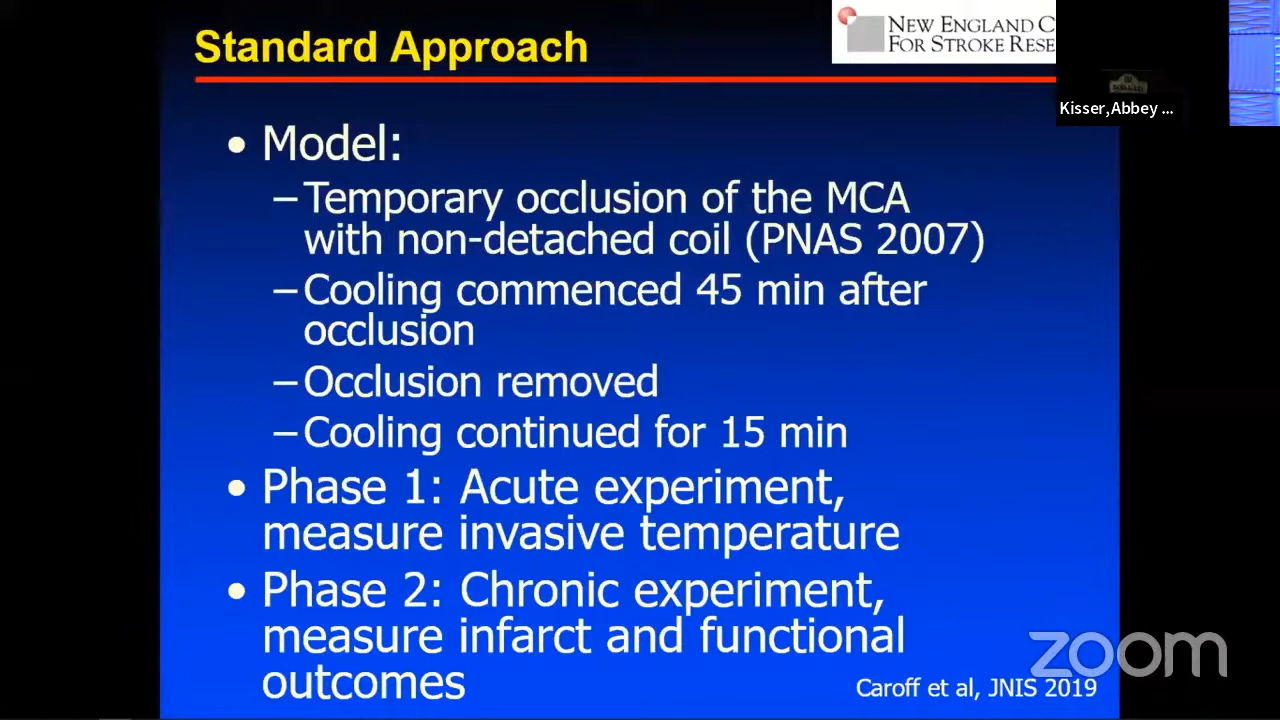 Standard Approach
NEW ENGLAND C
FOR STROKE RESE
Kisser,Abbey ...
• Model:
–Temporary occlusion of the MCA
with non-detached coil (PNAS 2007)
–Cooling commenced 45 min after
occlusion
–Occlusion removed
–Cooling continued for 15 min
• Phase 1: Acute experiment,
measure invasive temperature
• Phase 2: Chronic experiment,
measure infarct and functional
outcomes
Caroff et al, JNIS 2019
zoom